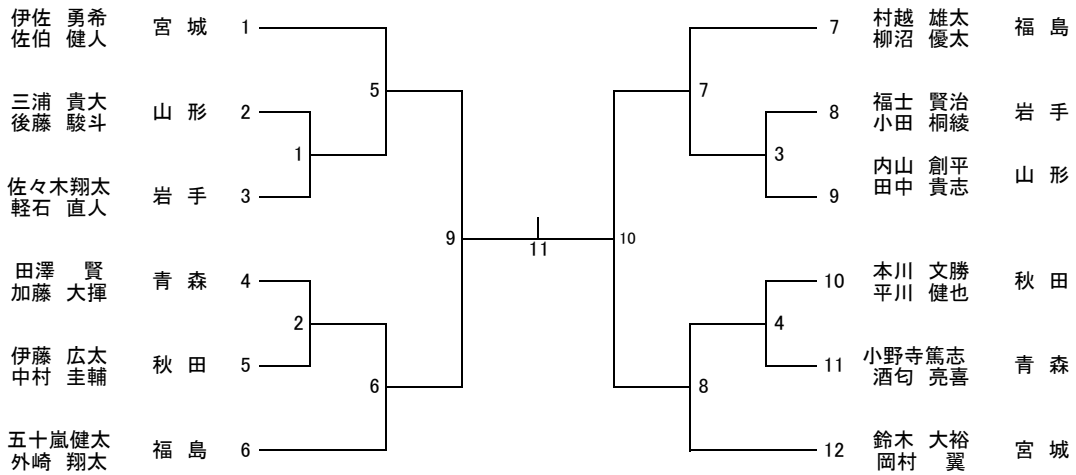 伊佐 勇希
佐伯 健人
宮 城 1
三浦 貴大
後藤 駿斗
山 形 2
佐々木翔太
軽石 直人
岩 手 3
田澤 賢
加藤 大揮
青 森 4
伊藤 広太
中村 圭輔
秋 田 5
五十嵐健太
外崎 翔太
福 島 6
1
2
5
6
9
11
10
7
8
3
4
7
村越 雄太
柳沼 優太
福 島
8
福士 賢治
小田 桐綾
岩 手
9
内山 創平
田中 貴志
山 形
10
本川 文勝
平川 健也
秋 田
11
小野寺篤志
酒匂 亮喜
青 森
12
鈴木 大裕
岡村 翼
宮 城